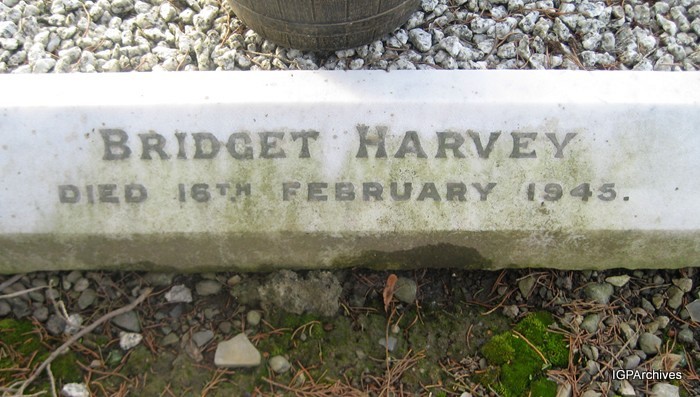 BRIDGET HARVEY
DIED 16TH FEBRUARY 1945.
IGPArchives